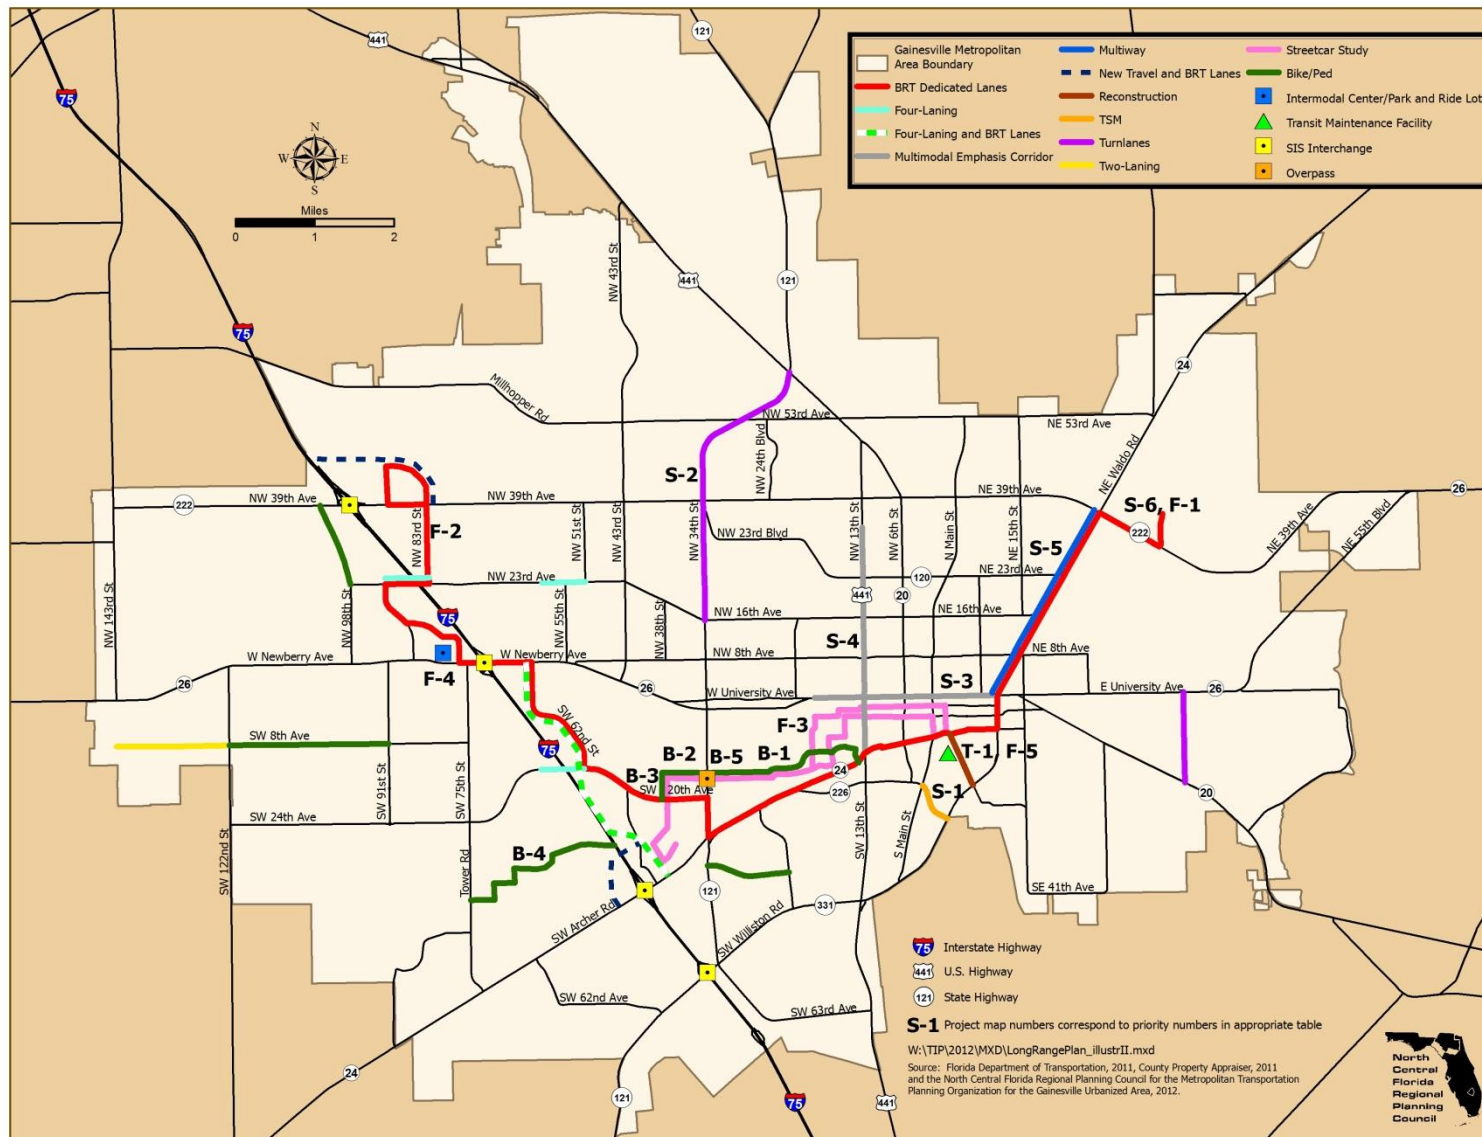 Gainesville Metropolitan
Area Boundary
BRT Dedicated Lanes
Four-Laning
Four-Laning and BRT Lanes
Multimodal Emphasis Corridor
Multiway
New Travel and BRT Lanes
Reconstruction
TSM
Turnlanes
Two-Laning
Streetcar Study
Bike/Ped
Intermodal Center/Park and Ride Lot
Transit Maintenance Facility
SIS Interchange
Overpass
441
121
75
N
W E
S
Miles
0 1 2
75
441
121
NW 43rd St
24
Millhopper Rd
NW 53rd Ave
NE 53rd Ave
NE Waldo Rd
NW 24th Blvd
S-2
26
222
NW 39th Ave
NW 39th Ave
NE 39th Ave
S-6, F-1
222
NE 39th Ave
NE 55th Blvd
NW 83rd St
F-2
NW 51st St
NW 43rd St
NW 34th St
NW 23rd Blvd
NW 13th St
NW 6th St
N Main St
NE 15th St
S-5
NW 143rd St
NW 98th St
NW 23rd Ave
120
NE 23rd Ave
441
20
75
NW 55th St
NW 38th St
NW 16th Ave
NE 16th Ave
S-4
W Newberry Ave
W Newberry Ave
NW 8th Ave
NE 8th Ave
F-4
26
26
W University Ave
S-3
E University Ave
26
SW 62nd St
F-3
SW 8th Ave
75
B-2
B-5
B-1
T-1, F-5
24
B-3
SW 20th Ave
226
S-1
20
SW 91st St
SW 75th St
SW 24th Ave
SW 122nd St
Tower Rd
B-4
SW 13th St
S Main St
121
SE 41th Ave
SW Archer Rd
331
SW Williston Rd
SW 62nd Ave
SW 63rd Ave
24
121
75
441
75 Interstate Highway
441 U.S. Highway
121 State Highway
S-1 Project map numbers correspond to priority numbers in appropriate table
W:\TIP\2012\MXD\LongRangePlan_illustrII.mxd
Source: Florida Department of Transportation, 2011, County Property Appraiser, 2011
and the North Central Florida Regional Planning Council for the Metropolitan Transportation
Planning Organization for the Gainesville Urbanized Area, 2012.
North
Central
Florida
Regional
Planning
Council